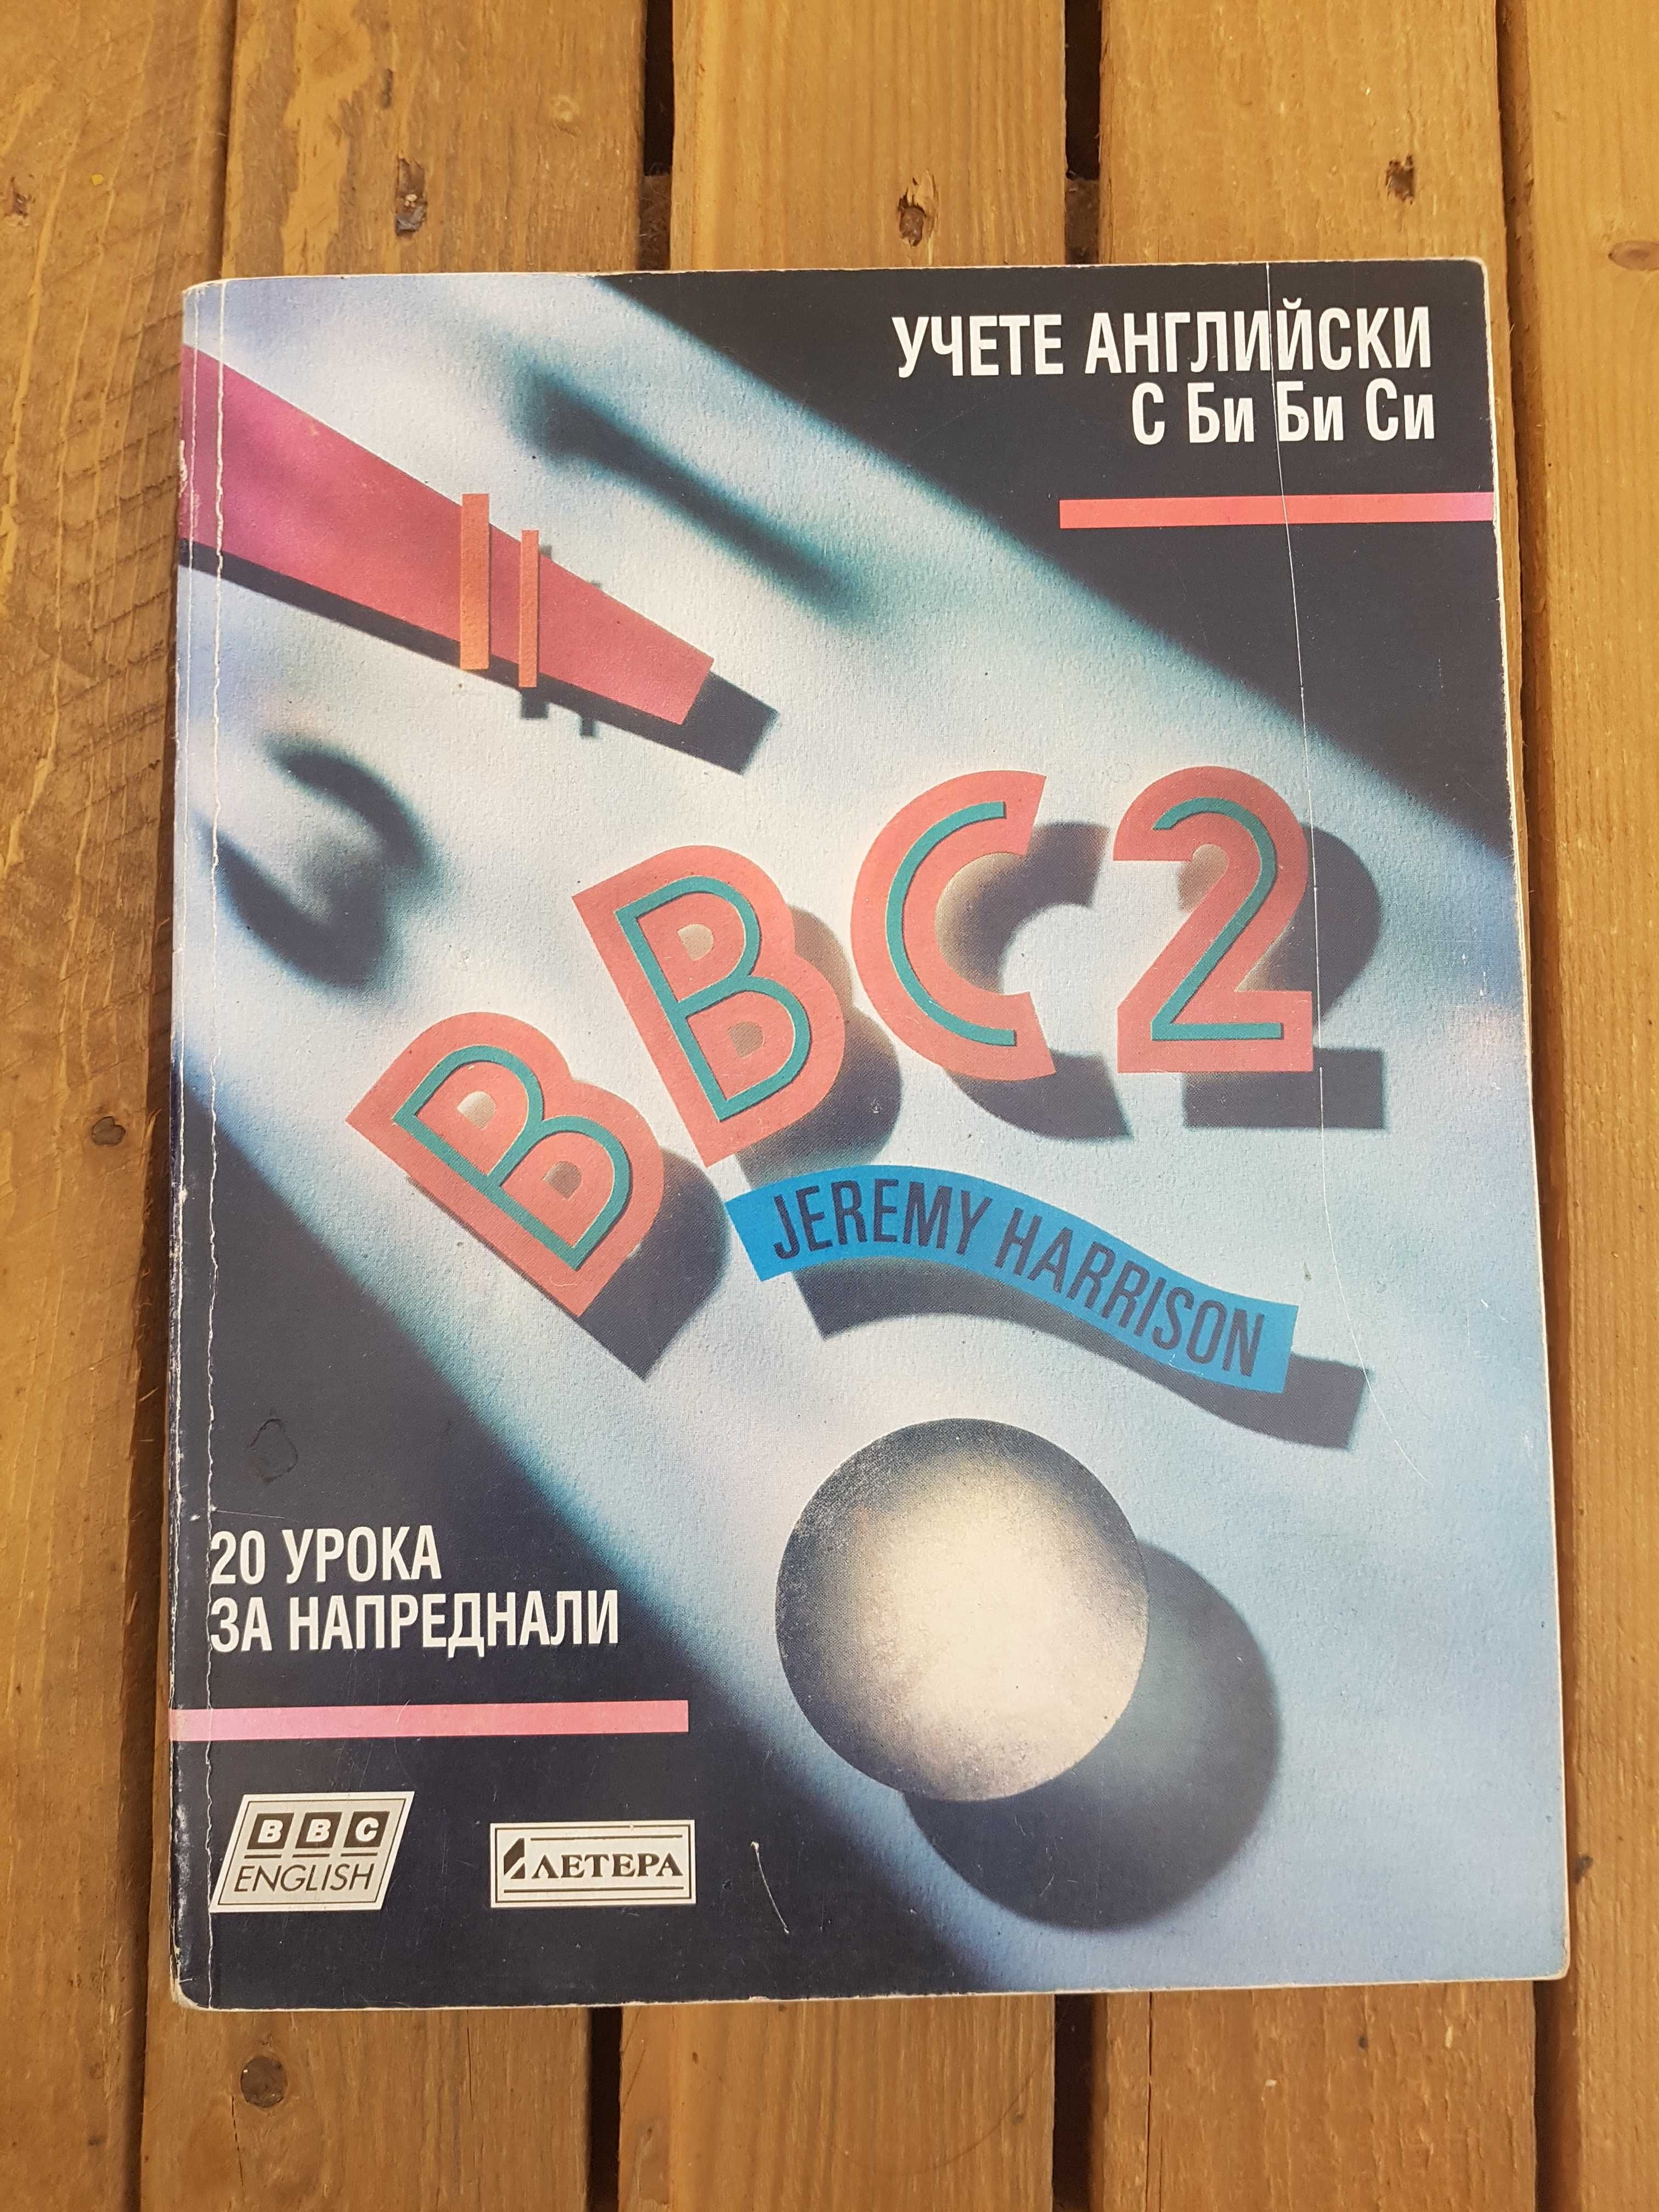 УЧЕТЕ АНГЛИЙСКИ
С Би Би Си
BBC2
JEREMY HARRISON
20 УРОКА
ЗА НАПРЕДНАЛИ
BBC
ENGLISH
ЛЕТЕРА